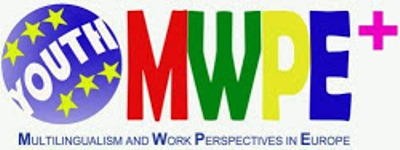 YOUTH
MWPE+
MULTILINGUALISM AND WORK PERSPECTIVES IN EUROPE